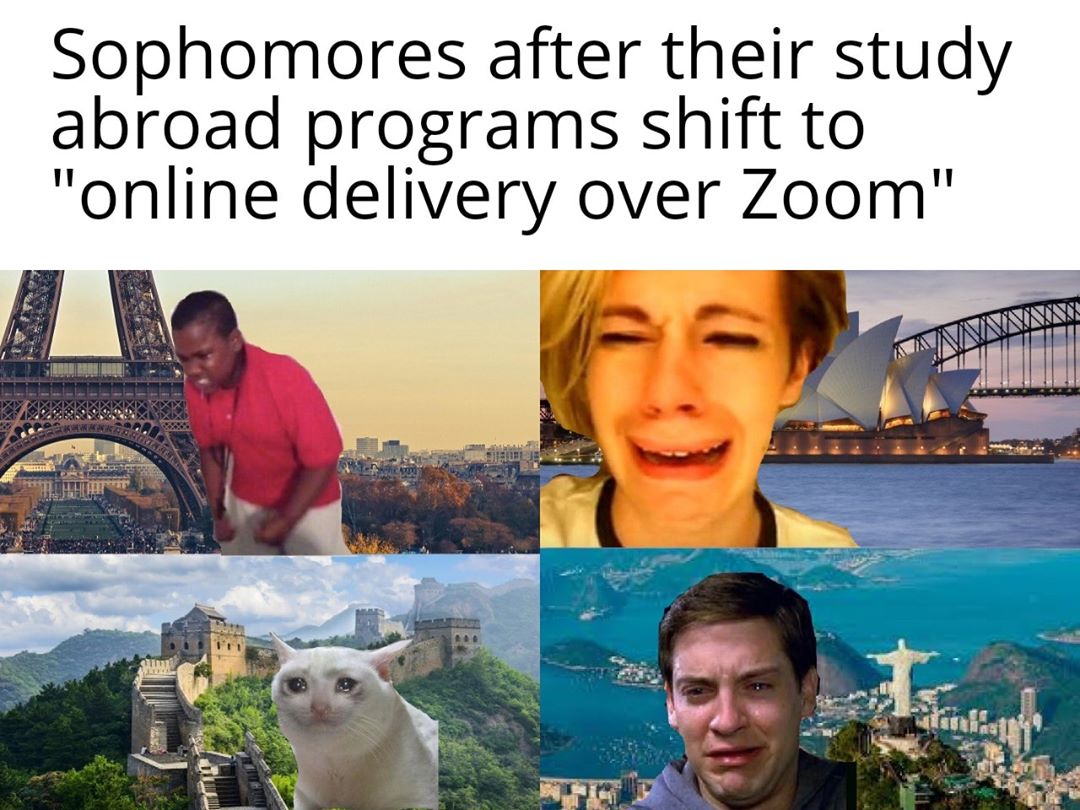 Sophomores after their study
abroad programs shift to
"online delivery over Zoom"